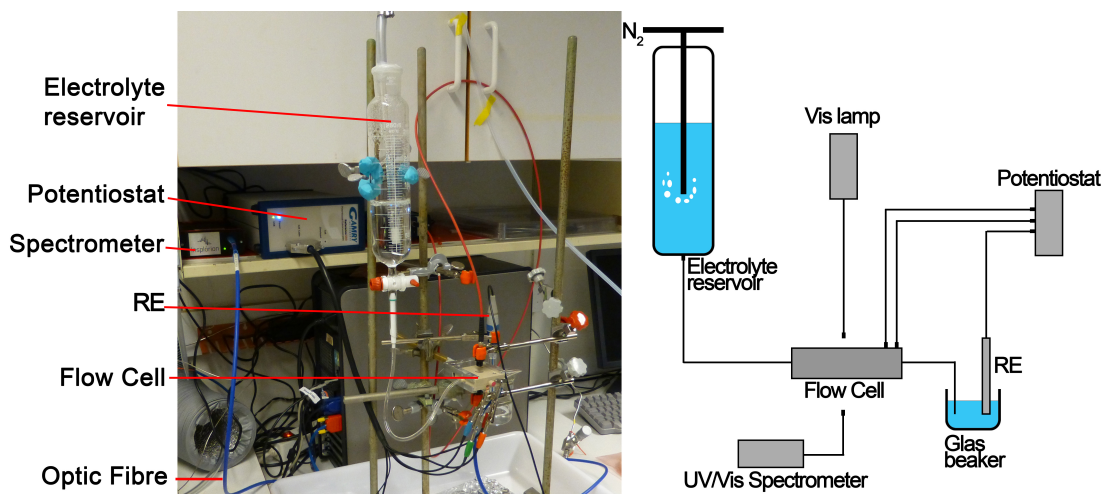 Electrolyte
reservoir
Potentiostat
Spectrometer
RE
Flow Cell
Optic Fibre
GAMRY
N2
Vis lamp
Potentiostat
Electrolyte
reservoir
Flow Cell
RE
Glas
beaker
UV/Vis Spectrometer